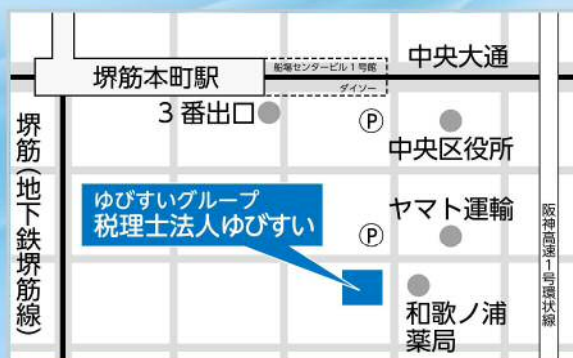 船場センタービル1号館
中央大通
堺筋本町駅
ダイソー
3番出口
P
中央区役所
堺筋(地下鉄堺筋線)
ゆびすいグループ
税理士法人ゆびすい
P
ヤマト運輸
阪神高速1号環状線
和歌ノ浦
薬局